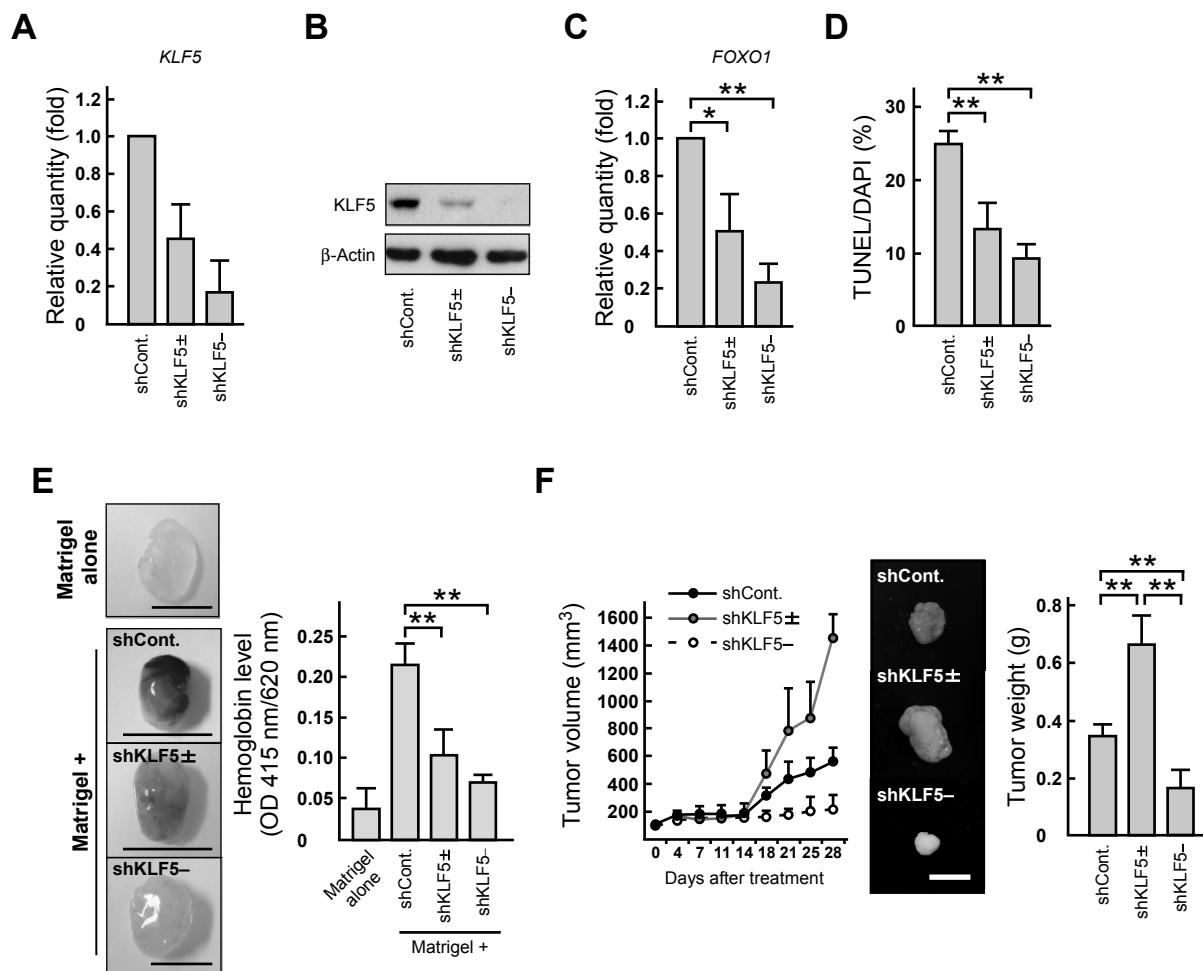 A
KLF5
Relative quantity (fold)
1.2
1.0
0.8
0.6
0.4
0.2
0
shCont.
shKLF5±
shKLF5–
B
KLF5
β-Actin
shCont.
shKLF5±
shKLF5–
C
FOXO1
Relative quantity (fold)
1.2
1.0
0.8
0.6
0.4
0.2
0
**
*
shCont.
shKLF5±
shKLF5–
D
TUNEL/DAPI (%)
30
20
10
0
**
**
shCont.
shKLF5±
shKLF5–
E
Matrigel
alone
Matrigel +
shCont.
shKLF5±
shKLF5–
Hemoglobin level
(OD 415 nm/620 nm)
0.25
0.20
0.15
0.10
0.05
0
**
**
Matrigel
alone
shCont.
shKLF5±
shKLF5–
Matrigel +
F
Tumor volume (mm³)
1600
1400
1200
1000
800
600
400
200
shCont.
shKLF5±
shKLF5–
0 4 7 11 14 18 21 25 28
Days after treatment
shCont.
shKLF5±
shKLF5–
Tumor weight (g)
0.8
0.6
0.4
0.2
0
**
** **
shCont.
shKLF5±
shKLF5–